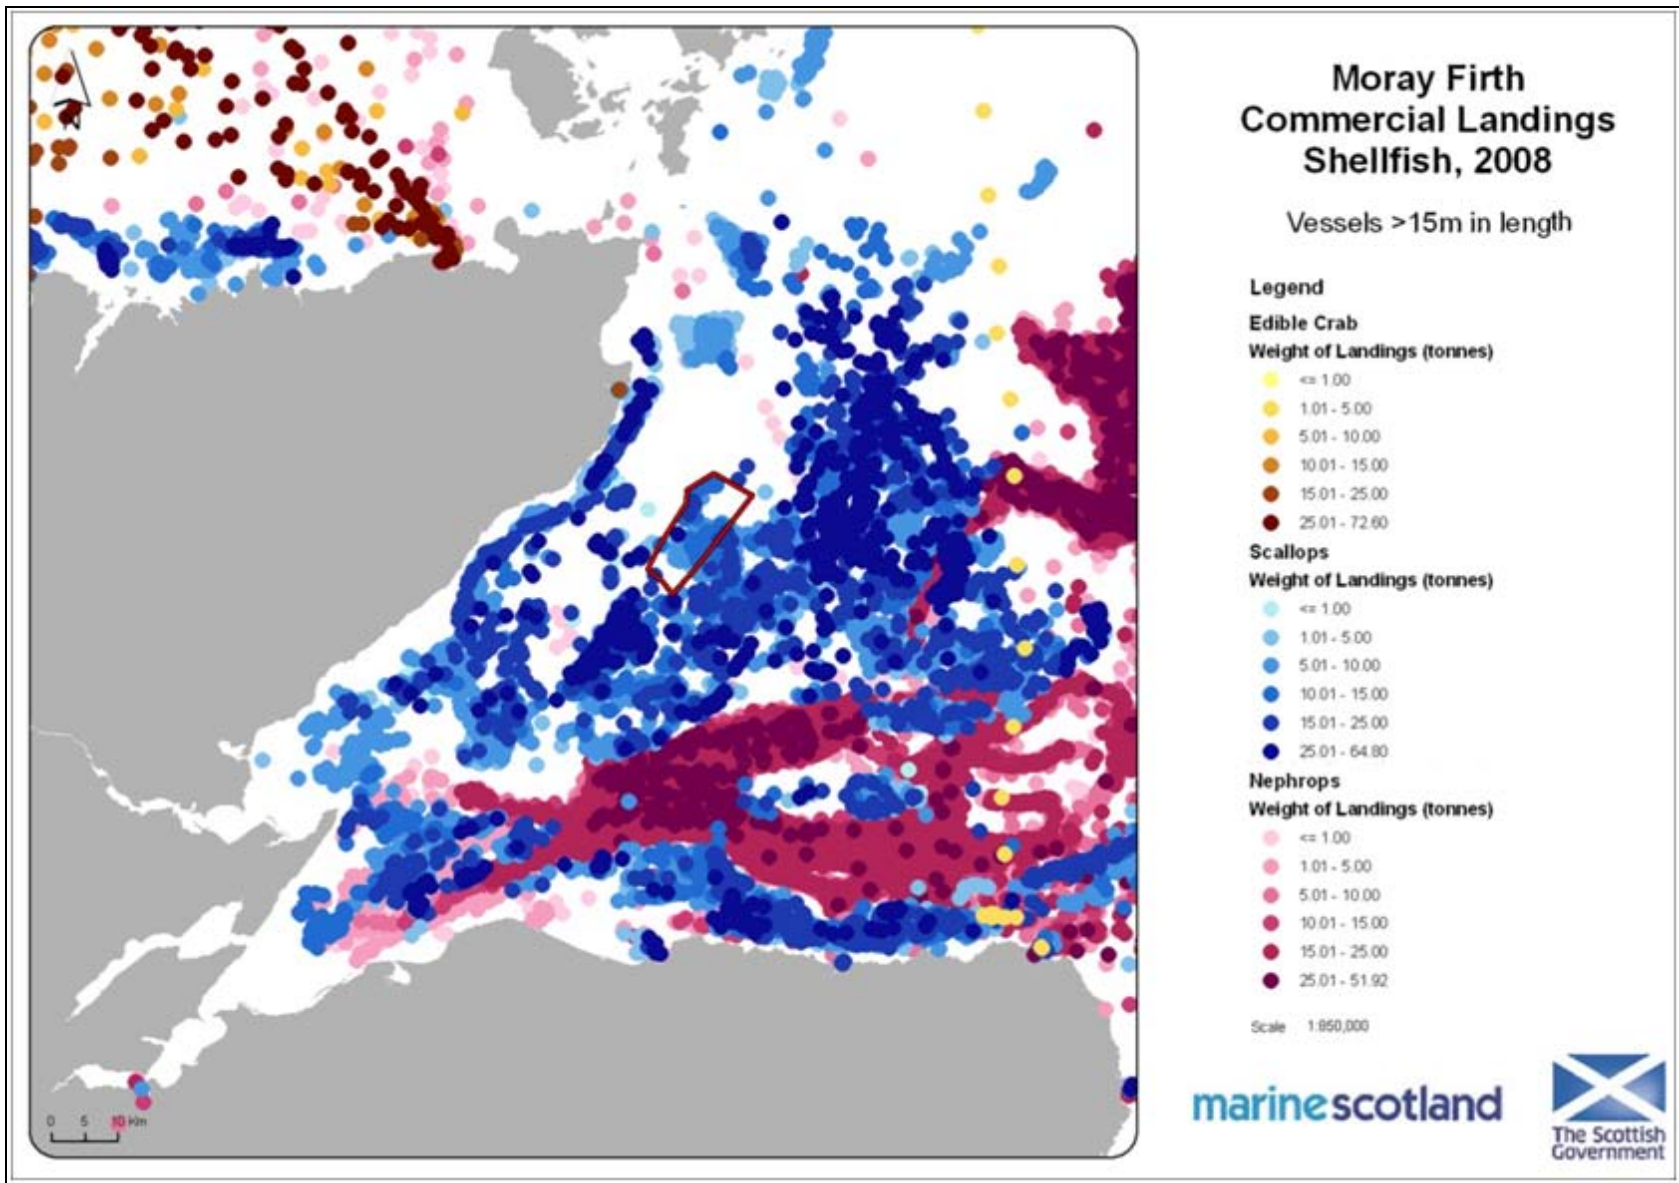 Moray Firth
Commercial Landings
Shellfish, 2008
Vessels >15m in length
Legend
Edible Crab
Weight of Landings (tonnes)
<= 1.00
1.01 - 5.00
5.01 - 10.00
10.01 - 15.00
15.01 - 25.00
25.01 - 72.60
Scallops
Weight of Landings (tonnes)
<= 1.00
1.01 - 5.00
5.01 - 10.00
10.01 - 15.00
15.01 - 25.00
25.01 - 64.80
Nephrops
Weight of Landings (tonnes)
<= 1.00
1.01 - 5.00
5.01 - 10.00
10.01 - 15.00
15.01 - 25.00
25.01 - 51.92
Scale 1:850,000
0 5 10 Km
marinescotland
The Scottish
Government